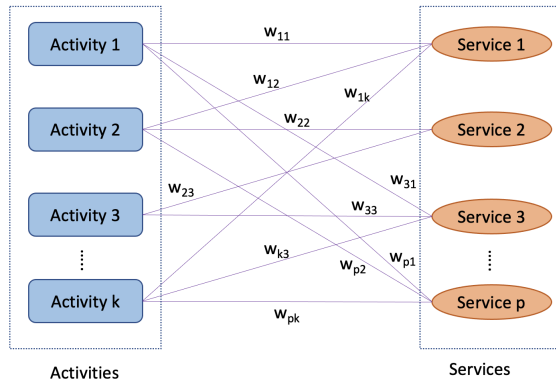 Activity 1
w11
Service 1
w12
w1k
Activity 2
w22
Service 2
w23
w31
Activity 3
w33
Service 3
wk3
wp2
wp1
Activity k
wpk
Service p
Activities
Services